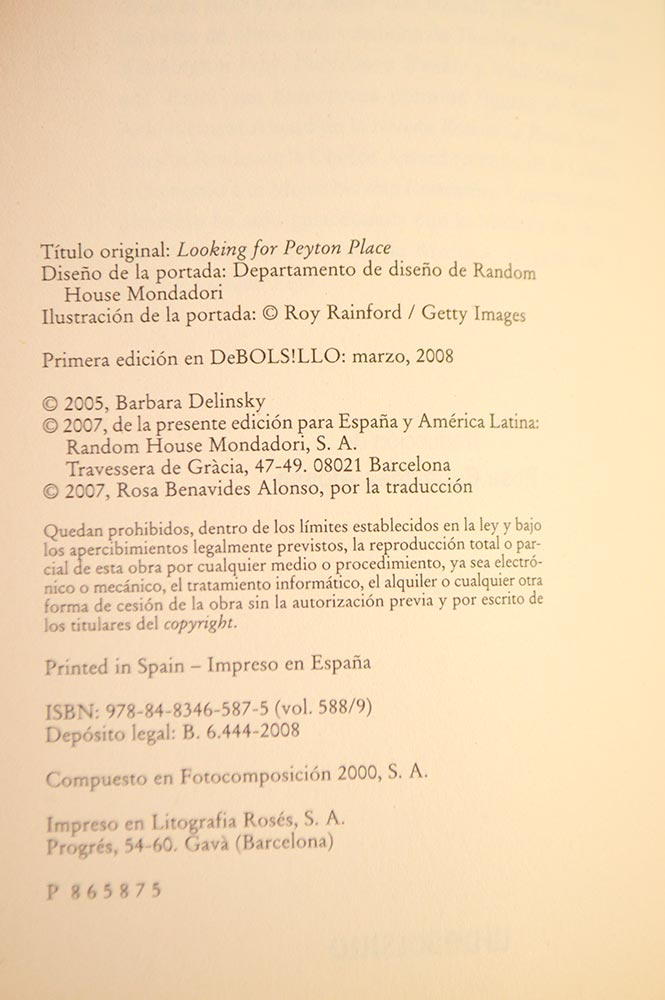 Título original: Looking for Peyton Place
Diseño de la portada: Departamento de diseño de Random
House Mondadori
Ilustración de la portada: © Roy Rainford / Getty Images
Primera edición en DeBOLS!LLO: marzo, 2008
© 2005, Barbara Delinsky
© 2007, de la presente edición para España y América Latina:
Random House Mondadori, S. A.
Travessera de Gràcia, 47-49. 08021 Barcelona
© 2007, Rosa Benavides Alonso, por la traducción
Quedan prohibidos, dentro de los límites establecidos en la ley y bajo
los apercibimientos legalmente previstos, la reproducción total o par-
cial de esta obra por cualquier medio o procedimiento, ya sea electró-
nico o mecánico, el tratamiento informático, el alquiler o cualquier otra
forma de cesión de la obra sin la autorización previa y por escrito de
los titulares del copyright.
Printed in Spain – Impreso en España
ISBN: 978-84-8346-587-5 (vol. 588/9)
Depósito legal: B. 6.444-2008
Compuesto en Fotocomposición 2000, S. A.
Impreso en Litografia Rosés, S. A.
Progrés, 54-60. Gavà (Barcelona)
P 865875